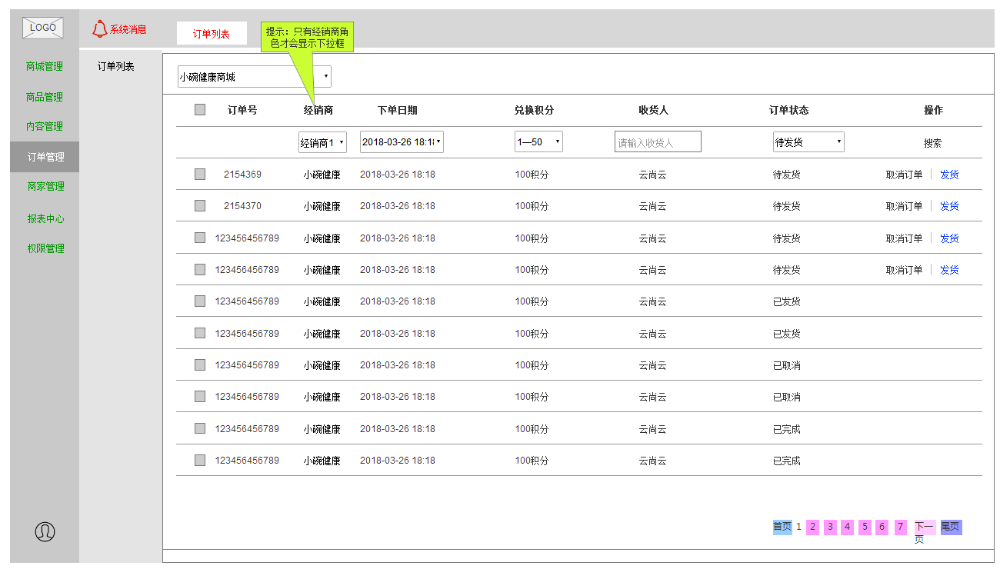 LOGO
系统消息
订单列表
提示：只有经销商角
色才会显示下拉框
商城管理
商品管理
内容管理
订单管理
商家管理
报表中心
权限管理
订单列表
小碗健康商城
订单号 经销商 下单日期 兑换积分 收货人 订单状态 操作
经销商1 2018-03-26 18:18 1—50 请输入收货人 待发货 搜索
2154369 小碗健康 2018-03-26 18:18 100积分 云尚云 待发货 取消订单 发货
2154370 小碗健康 2018-03-26 18:18 100积分 云尚云 待发货 取消订单 发货
123456456789 小碗健康 2018-03-26 18:18 100积分 云尚云 待发货 取消订单 发货
123456456789 小碗健康 2018-03-26 18:18 100积分 云尚云 待发货 取消订单 发货
123456456789 小碗健康 2018-03-26 18:18 100积分 云尚云 已发货
123456456789 小碗健康 2018-03-26 18:18 100积分 云尚云 已发货
123456456789 小碗健康 2018-03-26 18:18 100积分 云尚云 已取消
123456456789 小碗健康 2018-03-26 18:18 100积分 云尚云 已取消
123456456789 小碗健康 2018-03-26 18:18 100积分 云尚云 已完成
123456456789 小碗健康 2018-03-26 18:18 100积分 云尚云 已完成
首页 1 2 3 4 5 6 7 下一页 尾页